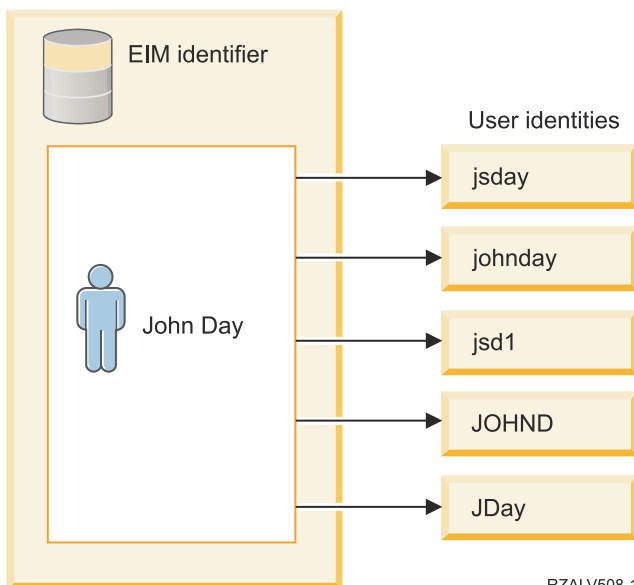 EIM identifier
User identities
jsday
johnday
John Day
jsd1
JOHND
JDay